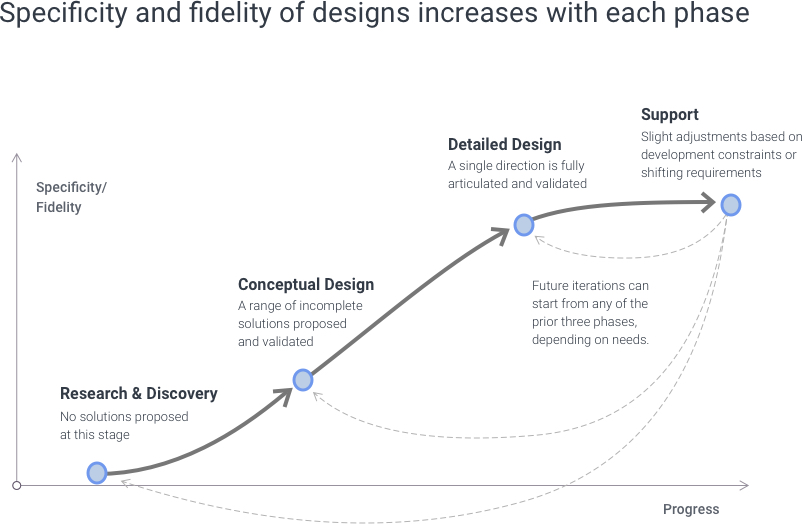 Specificity and fidelity of designs increases with each phase
Support
Slight adjustments based on
development constraints or
shifting requirements
Detailed Design
A single direction is fully
articulated and validated
Specificity/
Fidelity
Conceptual Design
A range of incomplete
solutions proposed
and validated
Future iterations can
start from any of the
prior three phases,
depending on needs.
Research & Discovery
No solutions proposed
at this stage
Progress